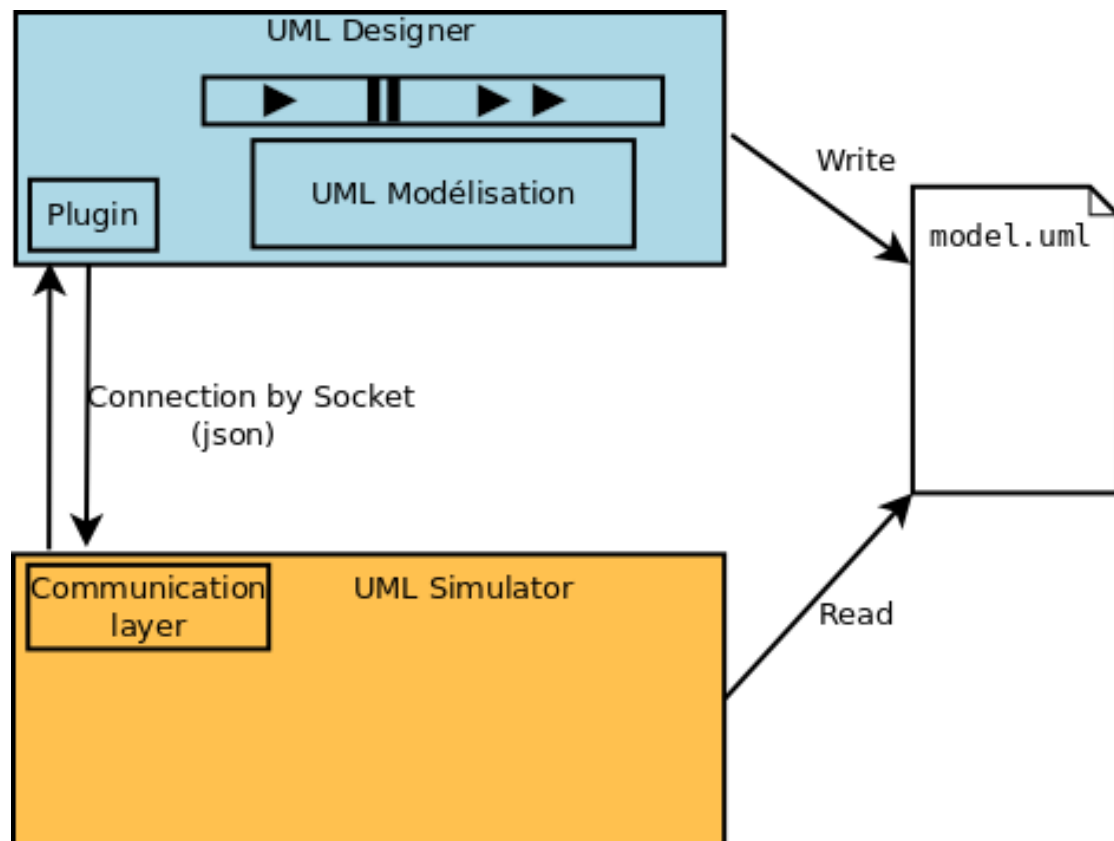 UML Designer
UML Modélisation
Plugin
Write
model.uml
Connection by Socket
(json)
Communication
layer
UML Simulator
Read